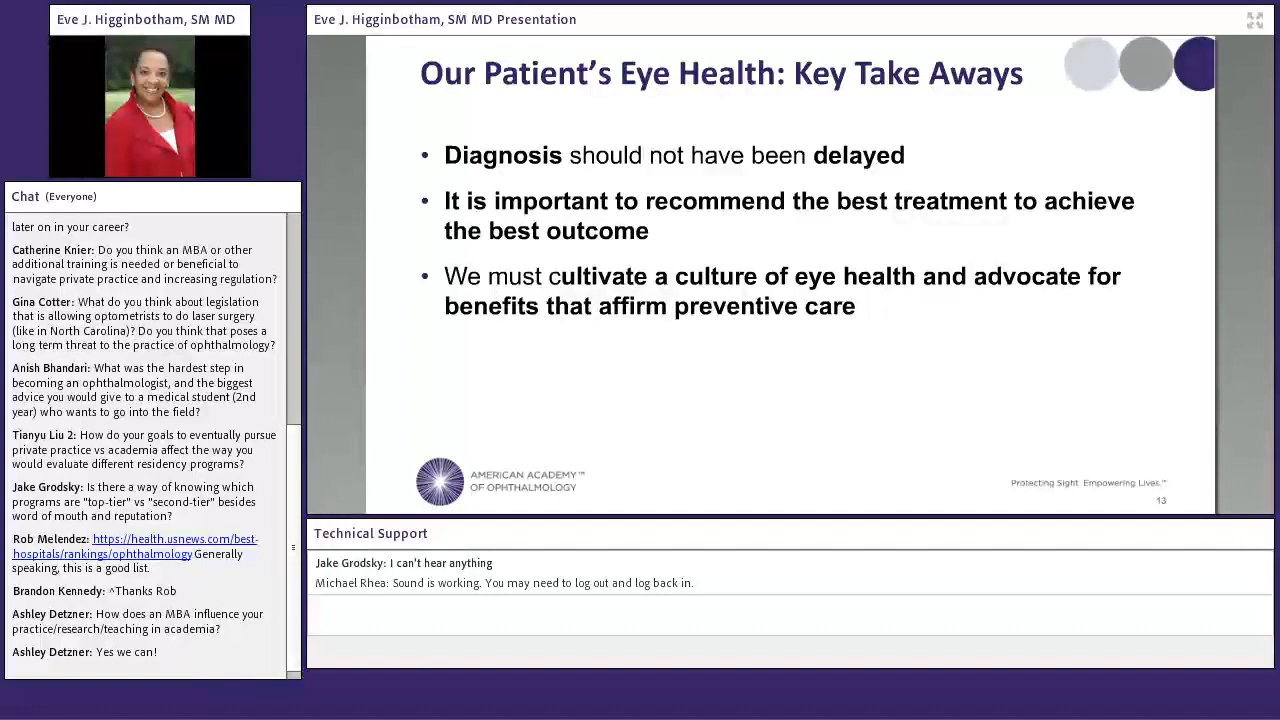 Eve J. Higginbotham, SM MD
Chat (Everyone)
later on in your career?
Catherine Knier: Do you think an MBA or other
additional training is needed or beneficial to
navigate private practice and increasing regulation?
Gina Cotter: What do you think about legislation
that is allowing optometrists to do laser surgery
(like in North Carolina)? Do you think that poses a
long term threat to the practice of ophthalmology?
Anish Bhandari: What was the hardest step in
becoming an ophthalmologist, and the biggest
advice you would give to a medical student (2nd
year) who wants to go into the field?
Tianyu Liu 2: How do your goals to eventually pursue
private practice vs academia affect the way you
would evaluate different residency programs?
Jake Grodsky: Is there a way of knowing which
programs are "top-tier" vs "second-tier" besides
word of mouth and reputation?
Rob Melendez: https://health.usnews.com/best-
hospitals/rankings/ophthalmology Generally
speaking, this is a good list.
Brandon Kennedy: ^Thanks Rob
Ashley Detzner: How does an MBA influence your
practice/research/teaching in academia?
Ashley Detzner: Yes we can!
Eve J. Higginbotham, SM MD Presentation
Our Patient's Eye Health: Key Take Aways
• Diagnosis should not have been delayed
• It is important to recommend the best treatment to achieve
the best outcome
• We must cultivate a culture of eye health and advocate for
benefits that affirm preventive care
AMERICAN ACADEMY™
OF OPHTHALMOLOGY
Protecting Sight. Empowering Lives.™
13
Technical Support
Jake Grodsky: I can't hear anything
Michael Rhea: Sound is working. You may need to log out and log back in.